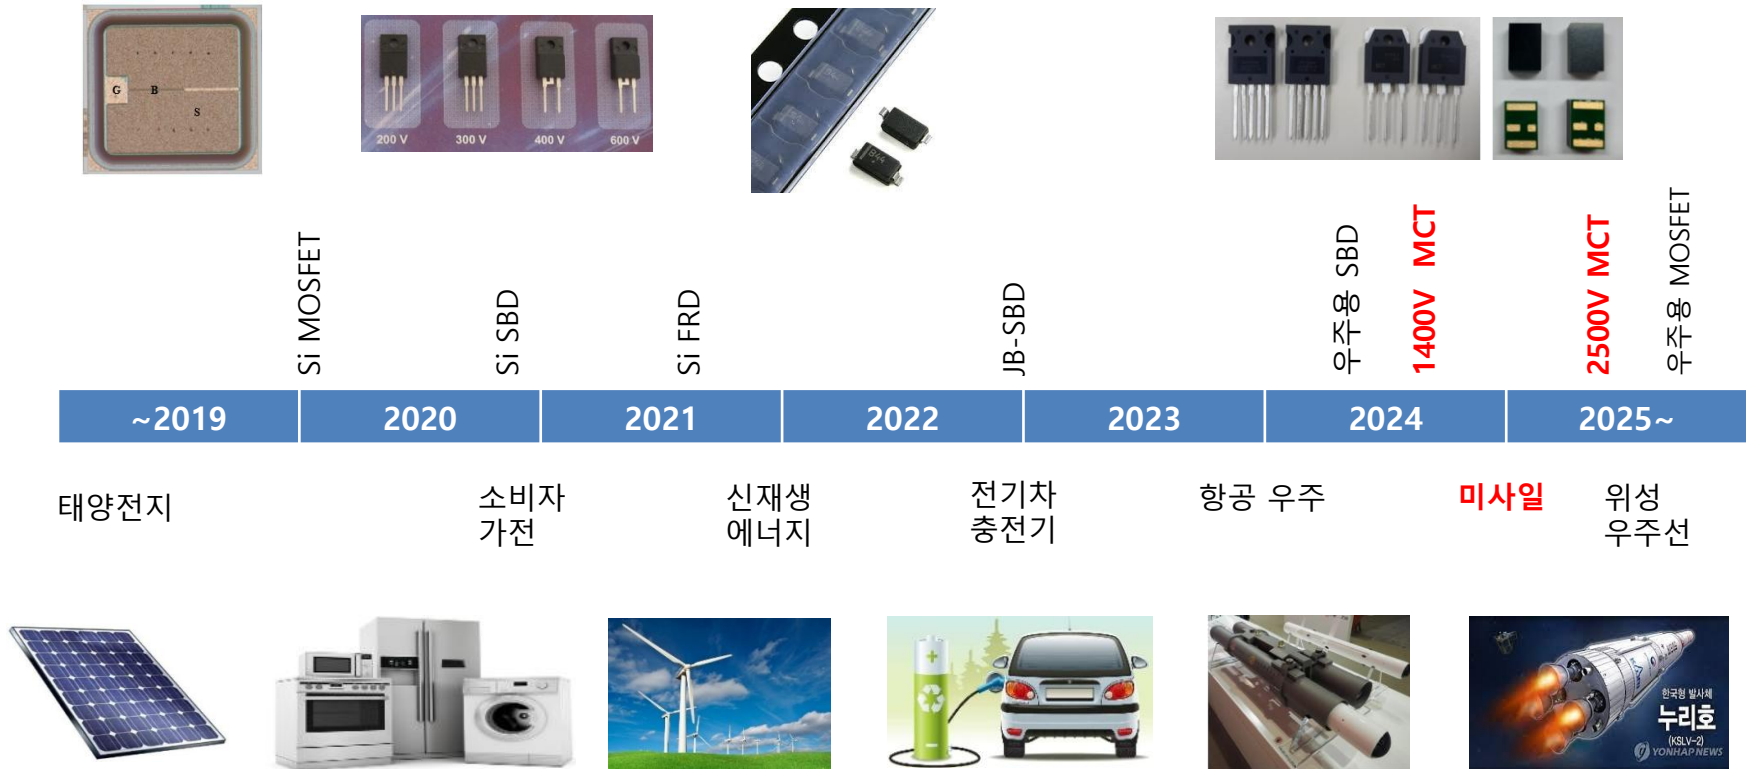 G
B
S
200 V
300 V
400 V
600 V
B44
Si MOSFET
Si SBD
Si FRD
JB-SBD
우주용 SBD
1400V MCT
2500V MCT
우주용 MOSFET
~2019
2020
2021
2022
2023
2024
2025~
태양전지
소비자
가전
신재생
에너지
전기차
충전기
항공 우주
미사일
위성
우주선
한국형 발사체
누리호
(KSLV-2)
YONHAP NEWS